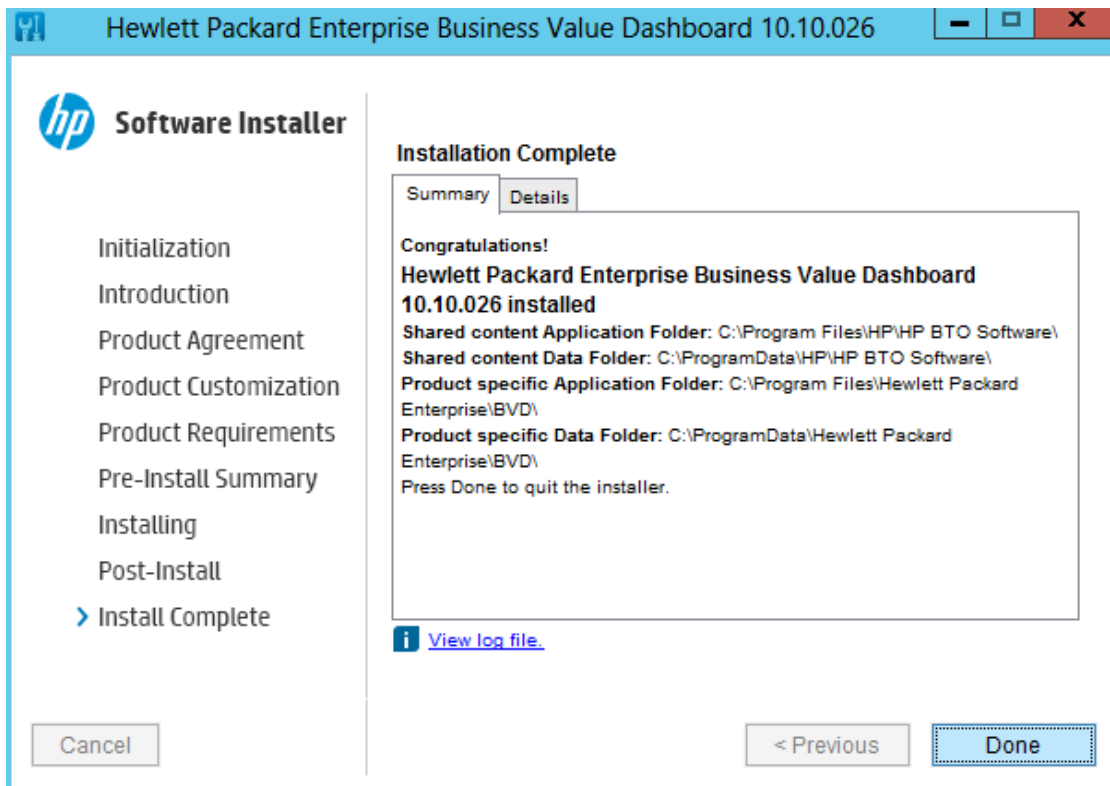 Hewlett Packard Enterprise Business Value Dashboard 10.10.026
hp
Software Installer
Initialization
Introduction
Product Agreement
Product Customization
Product Requirements
Pre-Install Summary
Installing
Post-Install
Install Complete
Installation Complete
Summary
Details
Congratulations!
Hewlett Packard Enterprise Business Value Dashboard
10.10.026 installed
Shared content Application Folder: C:\Program Files\HP\HP BTO Software\
Shared content Data Folder: C:\ProgramData\HP\HP BTO Software\
Product specific Application Folder: C:\Program Files\Hewlett Packard
Enterprise\BVD\
Product specific Data Folder: C:\ProgramData\Hewlett Packard
Enterprise\BVD\
Press Done to quit the installer.
View log file.
Cancel
< Previous
Done